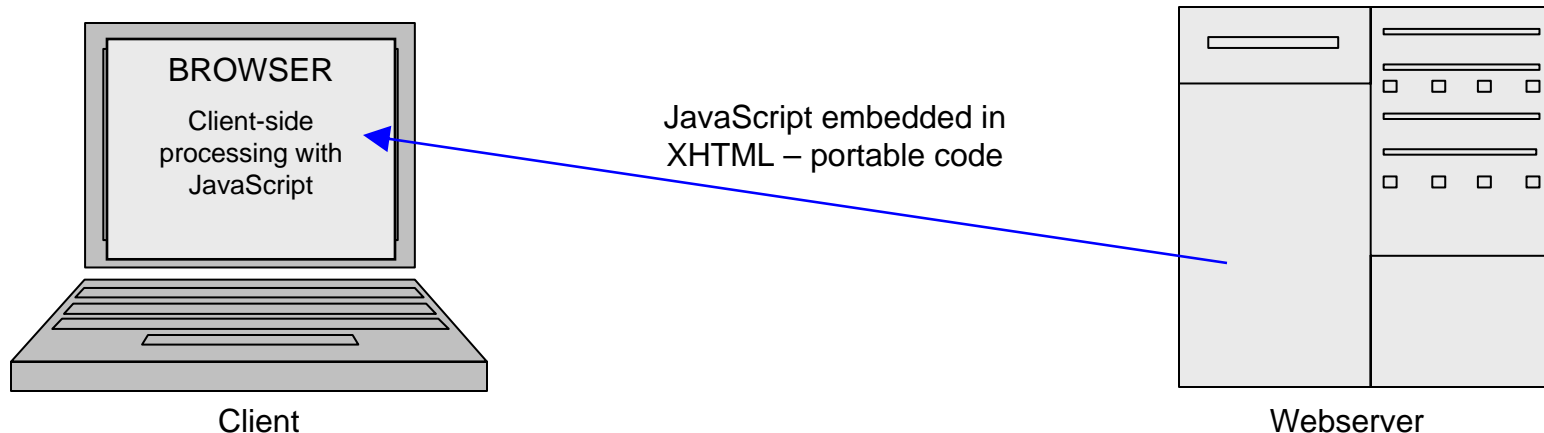 BROWSER
Client-side
processing with
JavaScript
JavaScript embedded in
XHTML – portable code
Client
Webserver